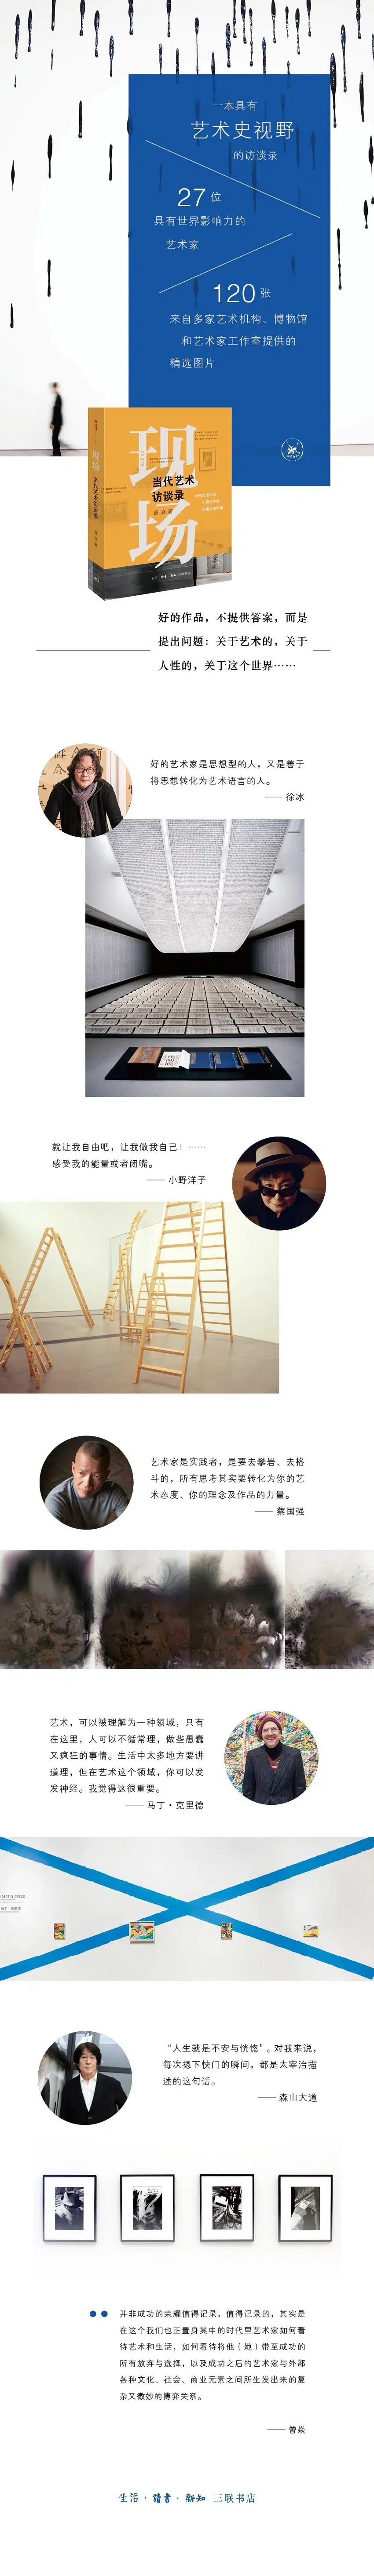 一本具有
艺术史视野
的访谈录
27位
具有世界影响力的
艺术家
120张
来自多家艺术机构、博物馆
和艺术家工作室提供的
精选图片
现场
当代艺术
访谈录
好的作品，不提供答案，而是
提出问题：关于艺术的，关于
人性的，关于这个世界……
好的艺术家是思想型的人，又是善于
将思想转化为艺术语言的人。
—— 徐冰
就让我自由吧，让我做我自己！……
感受我的能量或者闭嘴。
—— 小野洋子
艺术家是实践者，是要去攀岩、去格
斗的，所有思考其实要转化为你的艺
术态度、你的理念及作品的力量。
—— 蔡国强
艺术，可以被理解为一种领域，只有
在这里，人可以不循常理，做些愚蠢
又疯狂的事情。生活中太多地方要讲
道理，但在艺术这个领域，你可以发
发神经。我觉得这很重要。
—— 马丁·克里德
“人生就是不安与恍惚”。对我来说，
每次摁下快门的瞬间，都是太宰治描
述的这句话。
—— 森山大道
并非成功的荣耀值得记录，值得记录的，其实是
在这个我们也正置身其中的时代里艺术家如何看
待艺术和生活，如何看待将他（她）带至成功的
所有放弃与选择，以及成功之后的艺术家与外部
各种文化、社会、商业元素之间所生发出来的复
杂又微妙的博弈关系。
—— 曾焱
生活·讀書·新知 三联书店